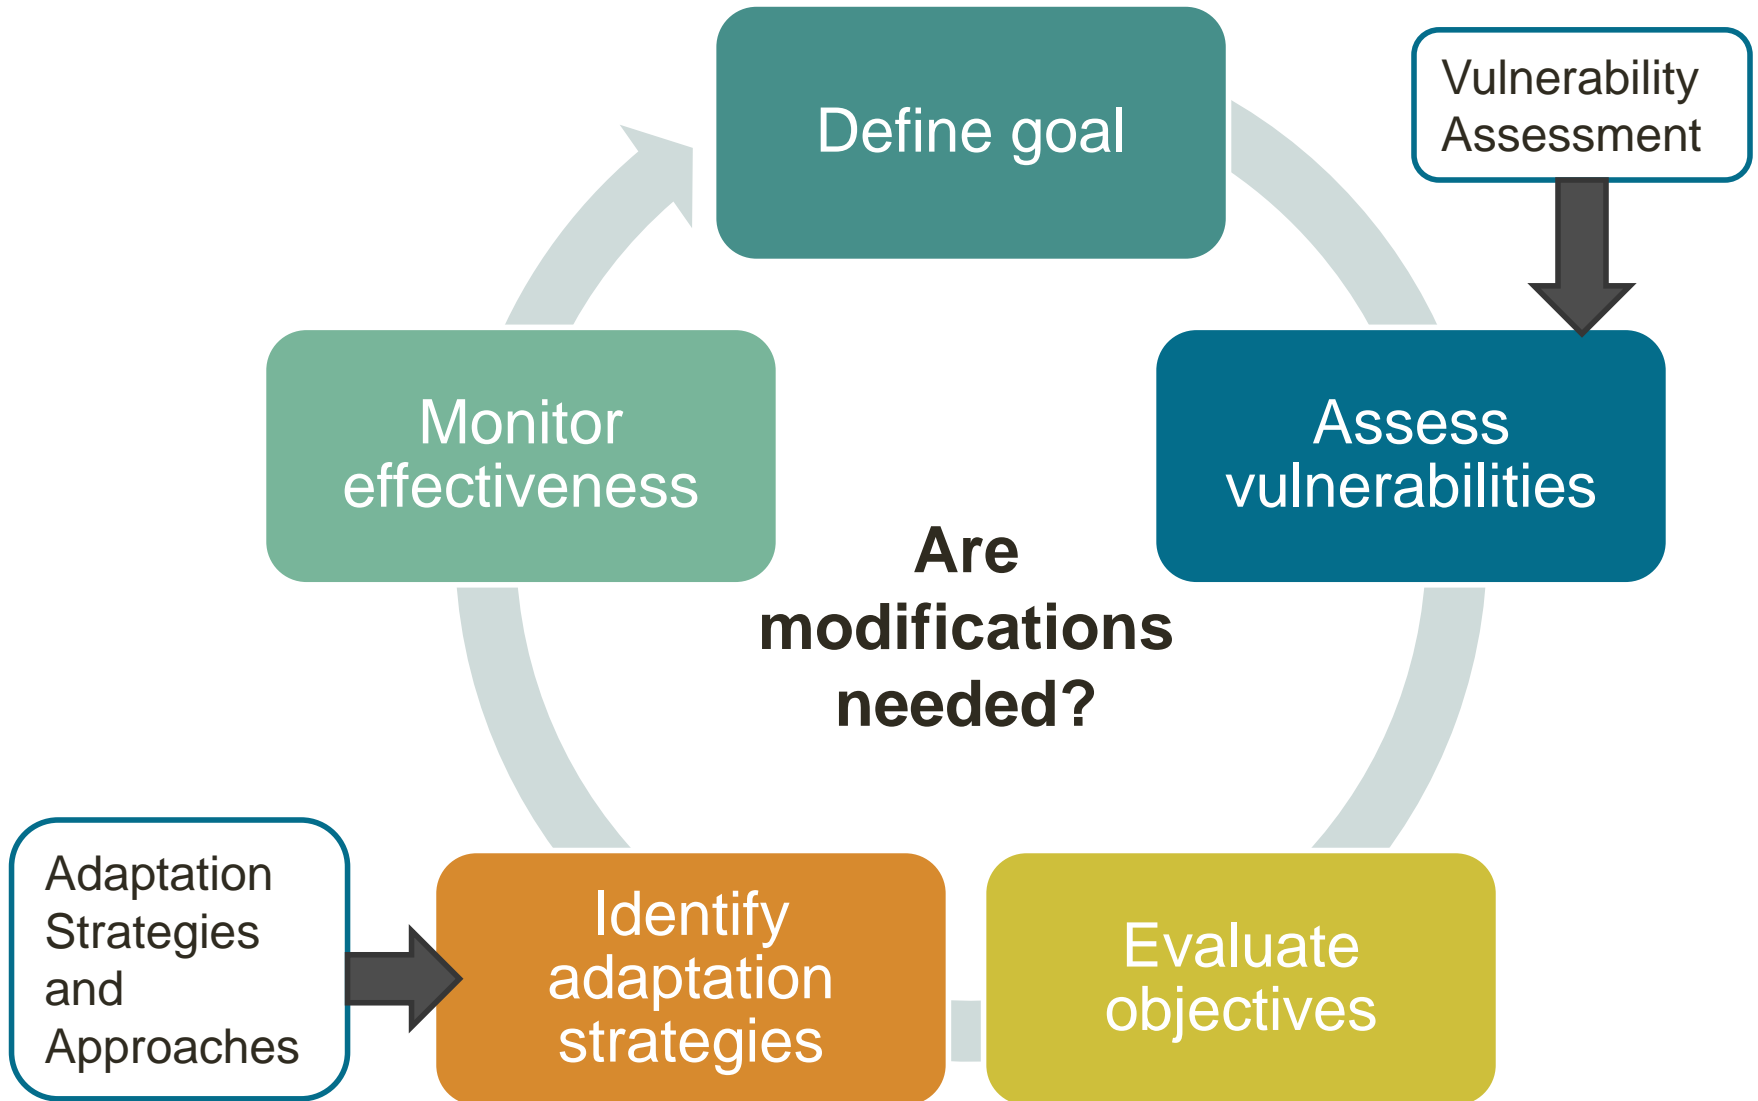 Define goal
Vulnerability
Assessment
Assess
vulnerabilities
Evaluate
objectives
Identify
adaptation
strategies
Adaptation
Strategies
and
Approaches
Monitor
effectiveness
Are
modifications
needed?